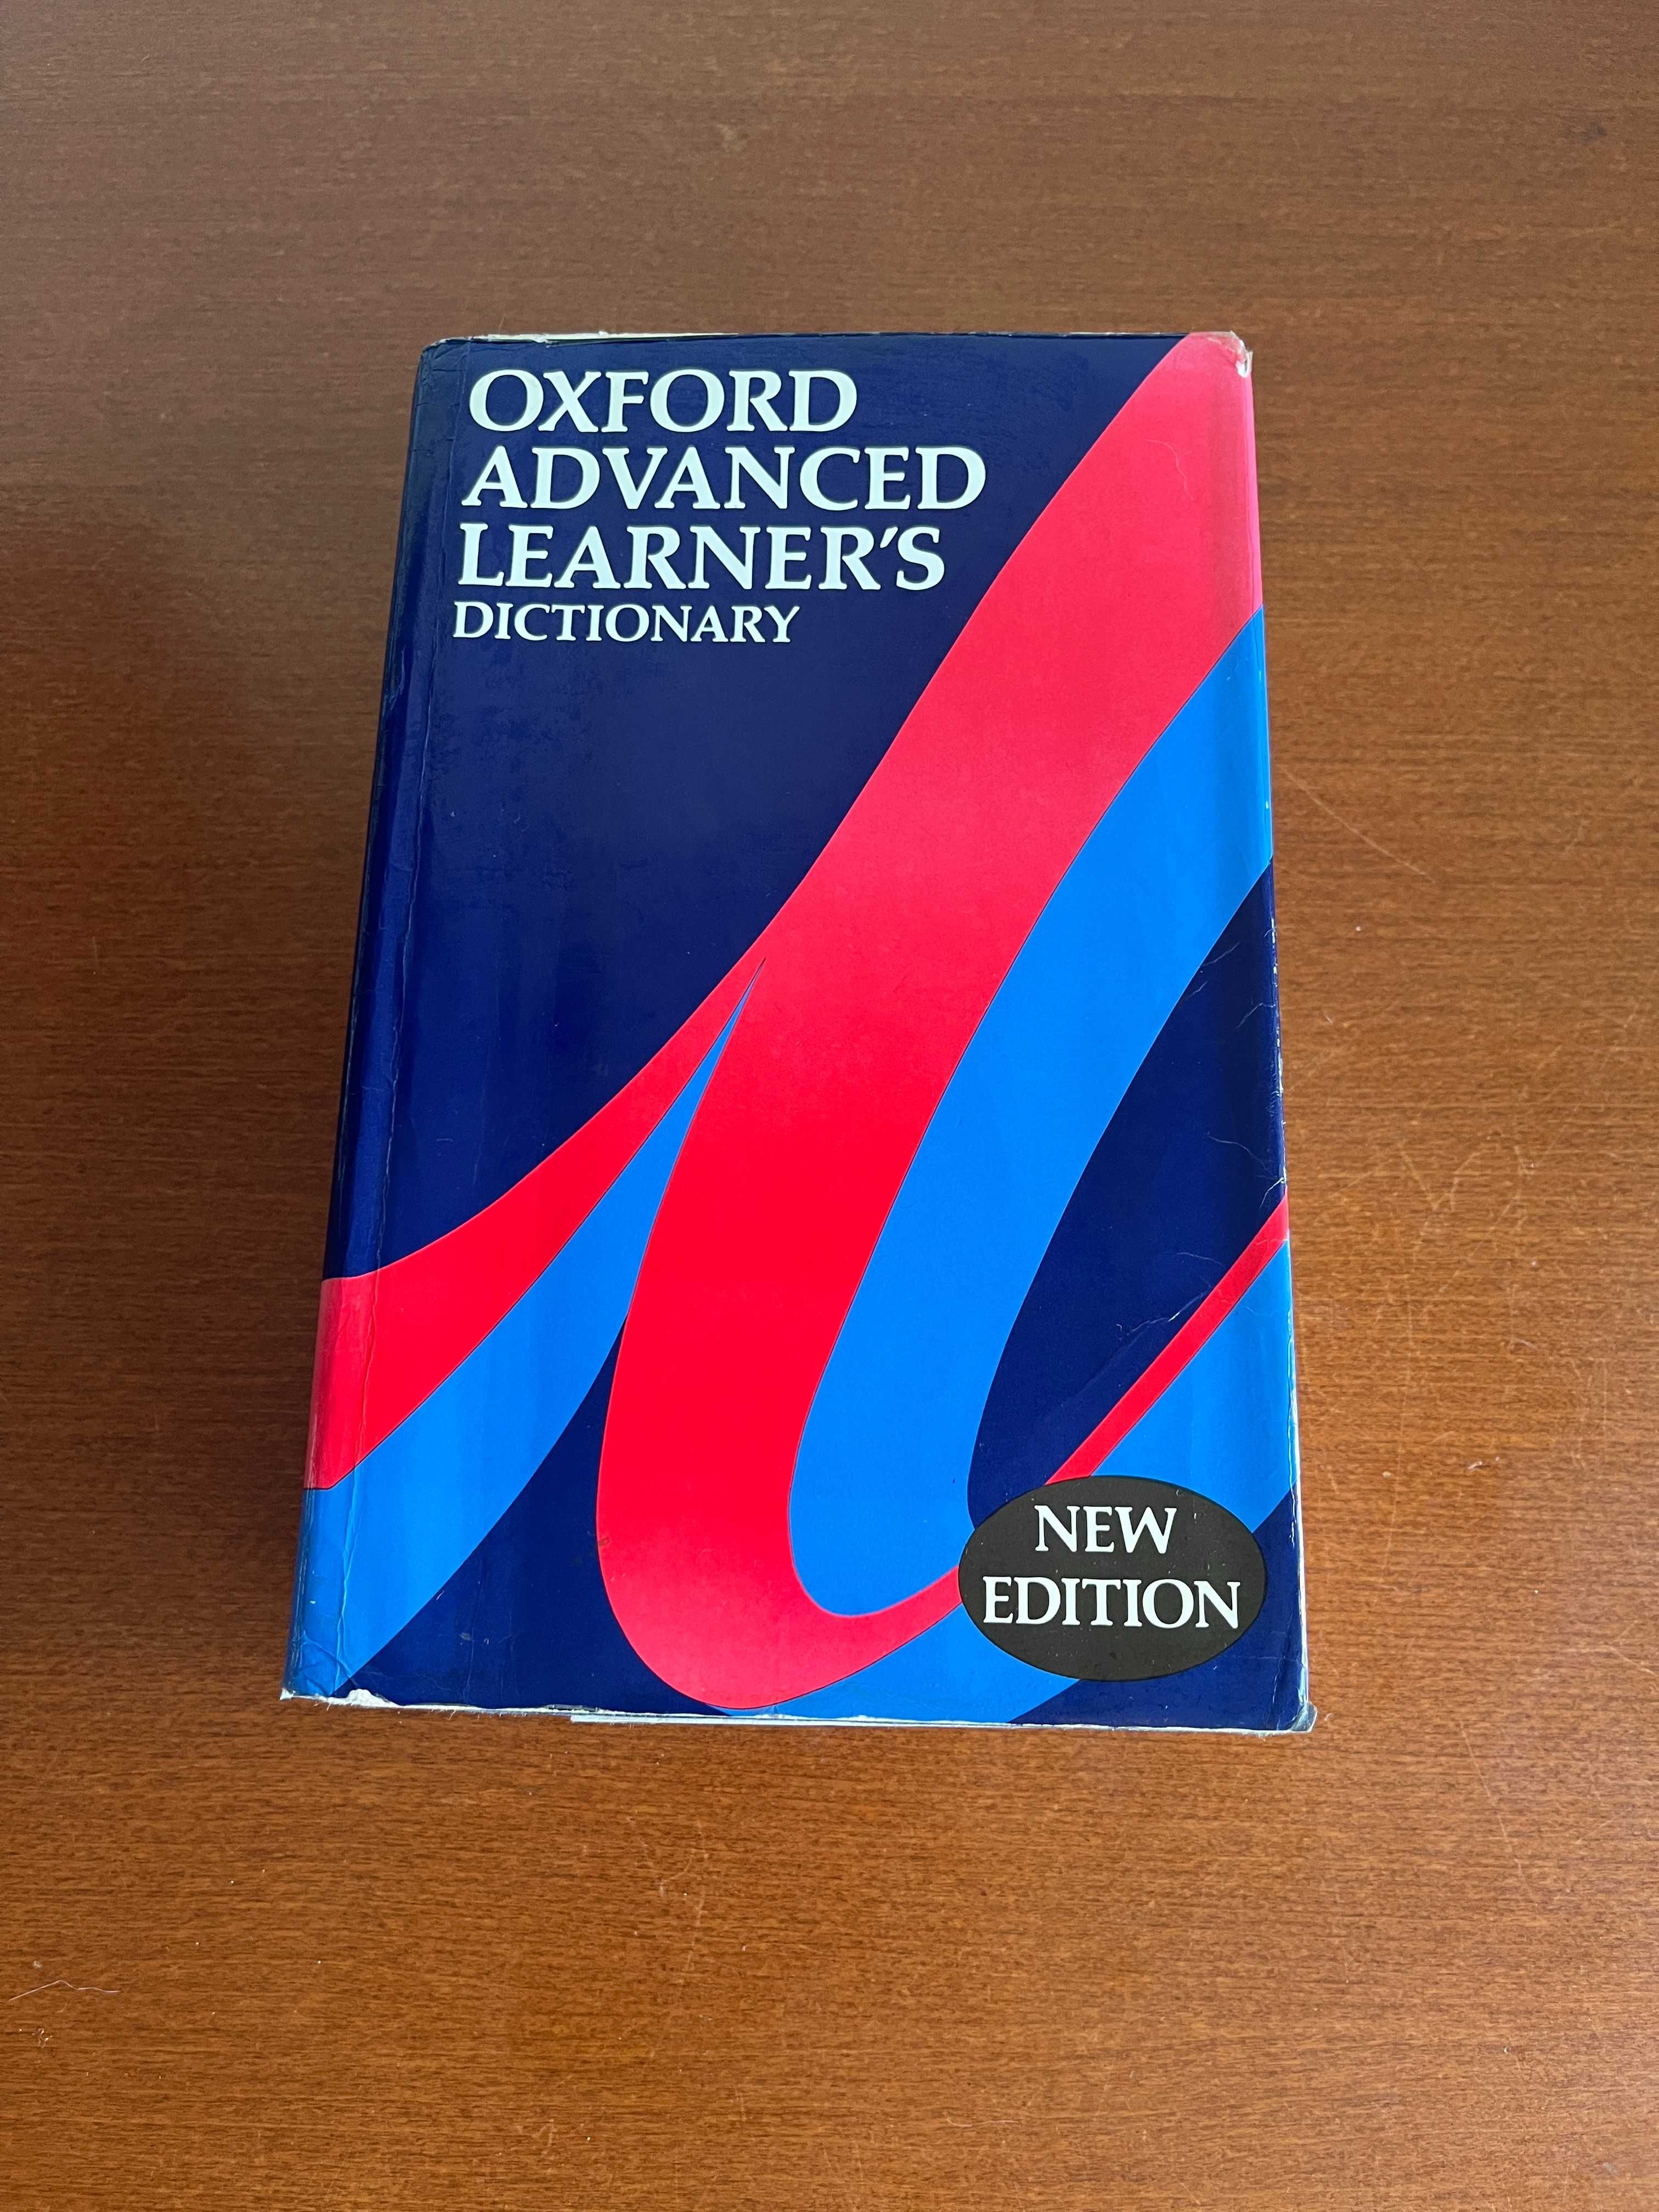 OXFORD
ADVANCED
LEARNER'S
DICTIONARY
NEW
EDITION